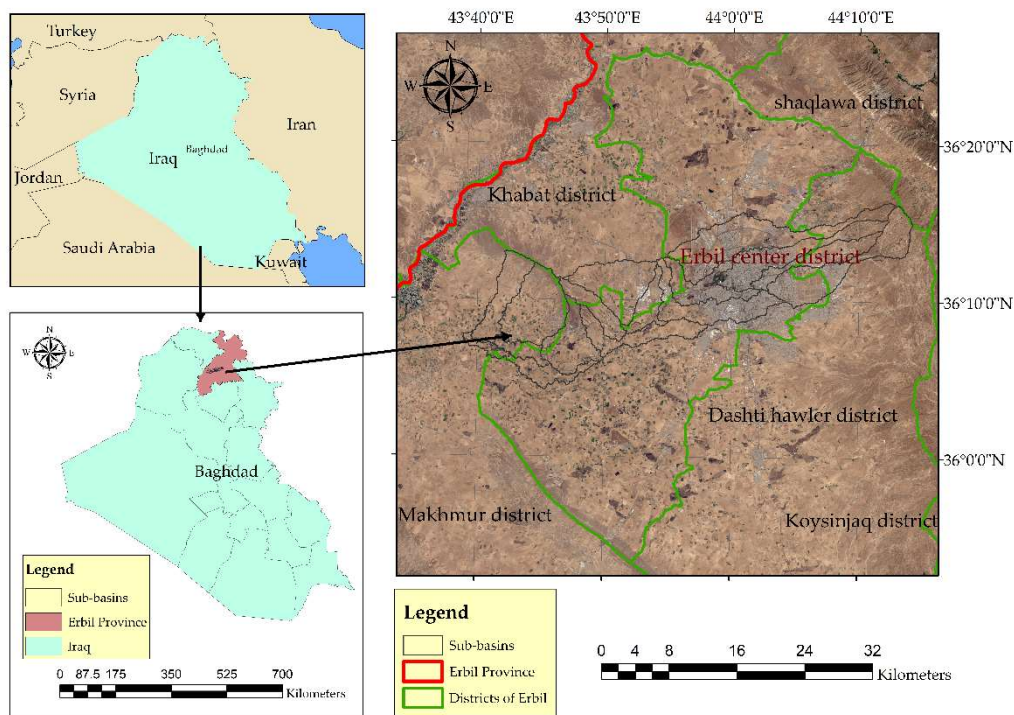 Turkey
Syria
Iran
Iraq
Baghdad
Jordan
Saudi Arabia
Kuwait
N
W E
S
Baghdad
Legend
Sub-basins
Erbil Province
Iraq
0 87.5 175 350 525 700
Kilometers
43°40'0"E 43°50'0"E 44°0'0"E 44°10'0"E
N
W E
S
shaqlawa district
36°20'0"N
Khabat district
Erbil center district
36°10'0"N
Dashti hawler district
36°0'0"N
Makhmur district
Koysinjaq district
Legend
Sub-basins
Erbil Province
Districts of Erbil
0 4 8 16 24 32
Kilometers